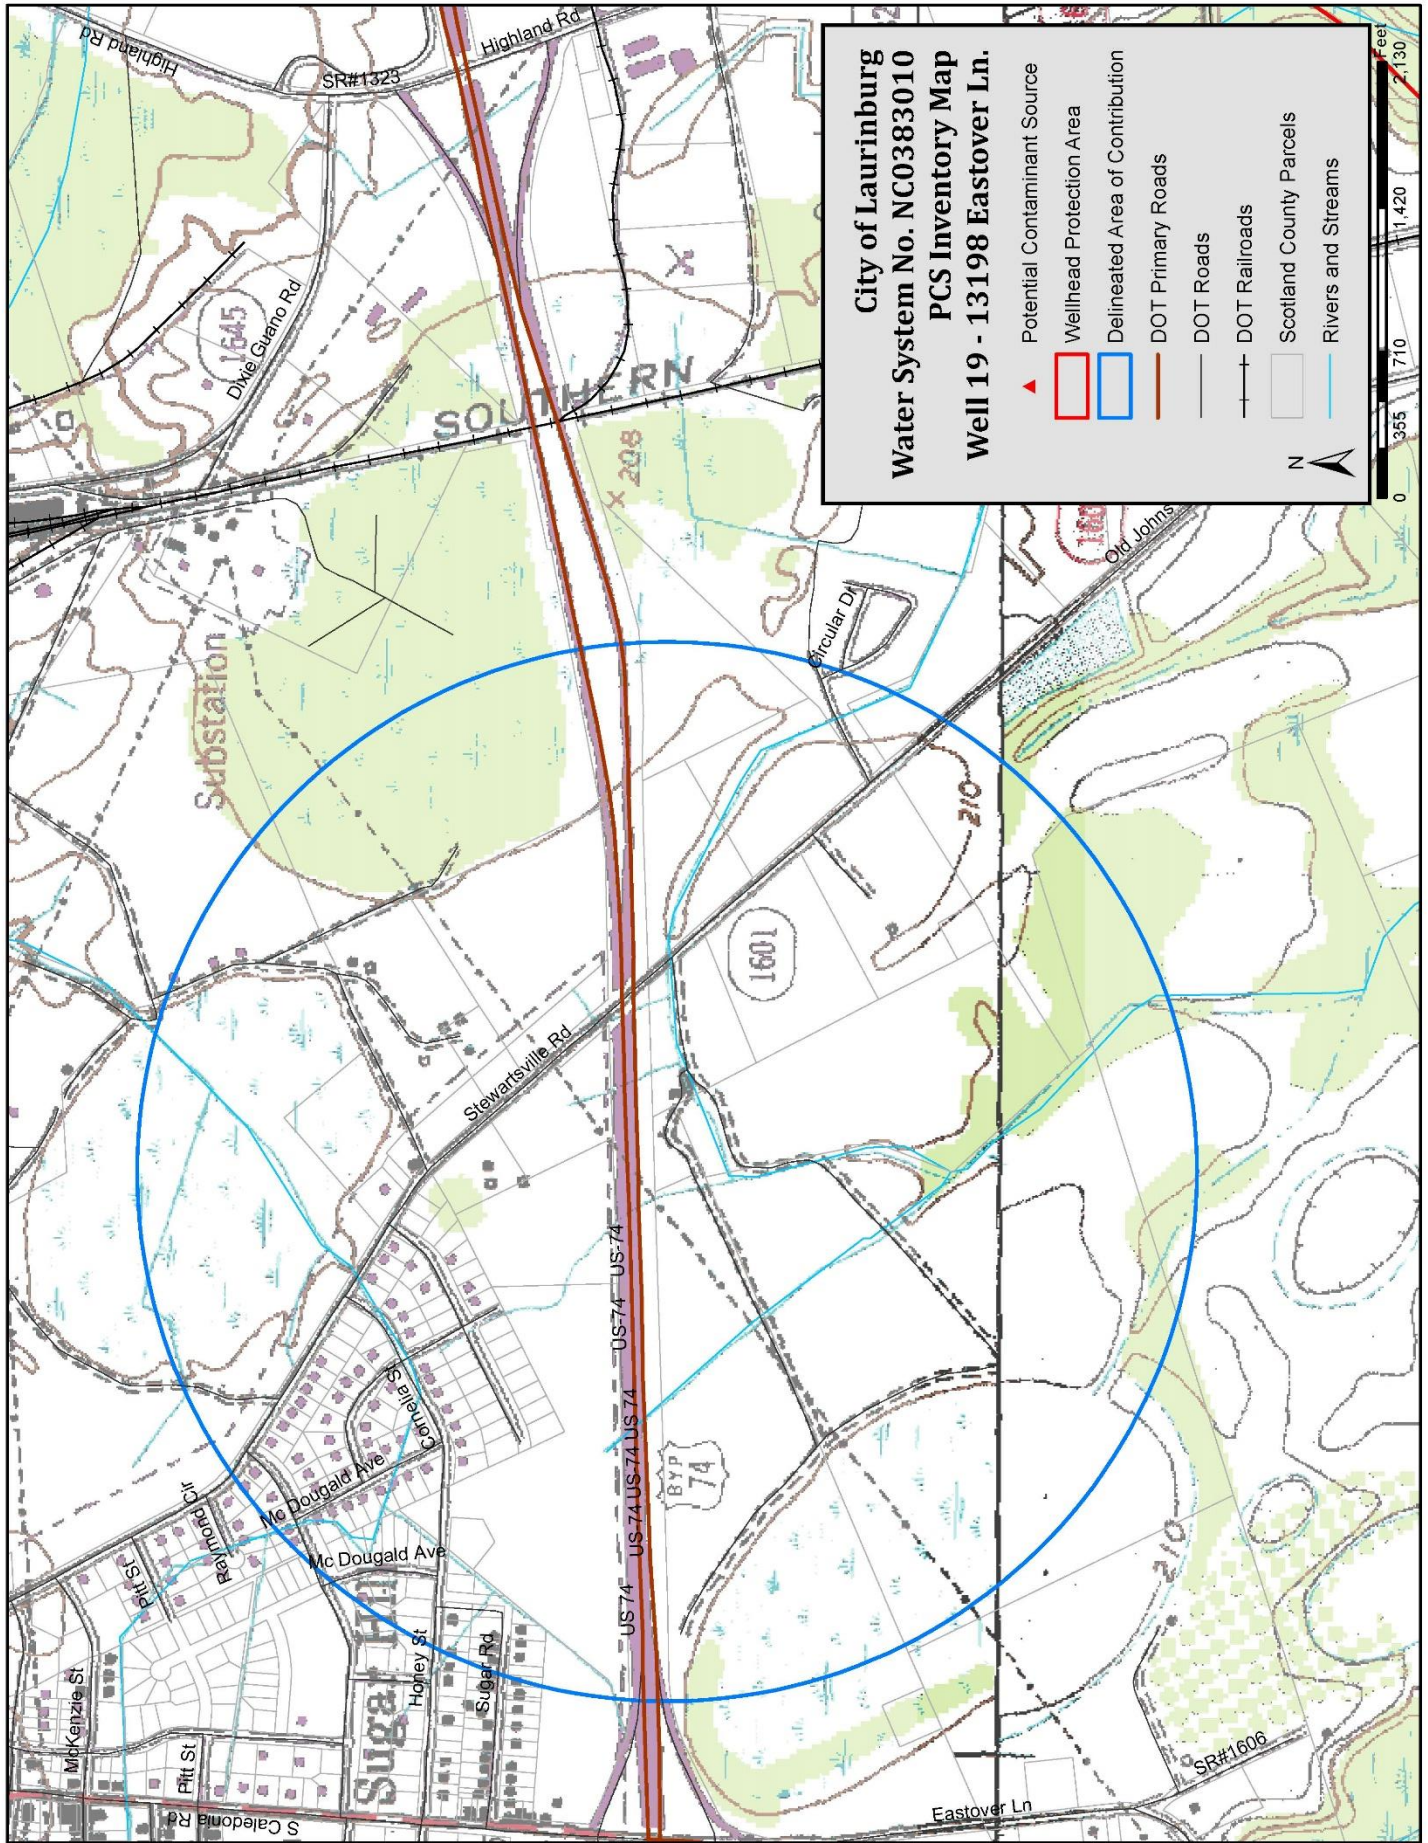 City of Laurinburg
Water System No. NC0383010
PCS Inventory Map
Well 19 - 13198 Eastover Ln.
Potential Contaminant Source
Wellhead Protection Area
Delineated Area of Contribution
DOT Primary Roads
DOT Roads
DOT Railroads
Scotland County Parcels
Rivers and Streams
N
0 355 710 1,420 2,130
Feet
Highland Rd
SR#1323
Highland Rd
Dixie Guano Rd
1645
SOUTHERN
208
Substation
Circular Dr
Old Johns
210
1601
Stewartsville Rd
US-74
US-74
US 74
US-74
US 74
US 74
BYP
74
Cornelia St
Mc Dougald Ave
Mc Dougald Ave
Raymond Cir
Pitt St
McKenzie St
Pitt St
S Caledonia Rd
Sugar Hill
Honey St
Sugar Rd
210
SR#1606
Eastover Ln